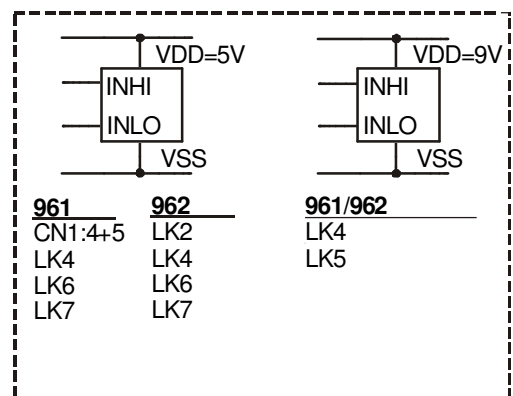 VDD=5V
INHI
INLO
VSS
961
CN1:4+5
LK4
LK6
LK7
962
LK2
LK4
LK6
LK7
VDD=9V
INHI
INLO
VSS
961/962
LK4
LK5